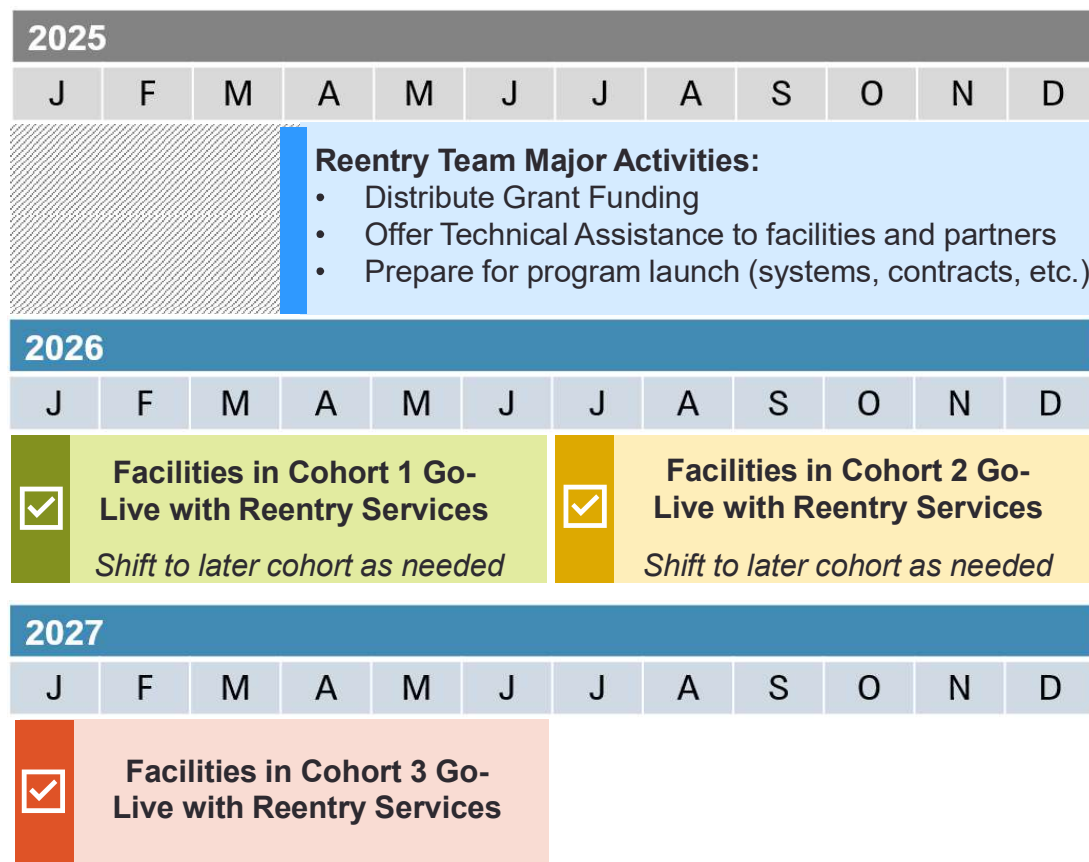 2025
J F M A M J J A S O N D
Reentry Team Major Activities:
• Distribute Grant Funding
• Offer Technical Assistance to facilities and partners
• Prepare for program launch (systems, contracts, etc.)
2026
J F M A M J J A S O N D
Facilities in Cohort 1 Go-
Live with Reentry Services
Shift to later cohort as needed
Facilities in Cohort 2 Go-
Live with Reentry Services
Shift to later cohort as needed
2027
J F M A M J J A S O N D
Facilities in Cohort 3 Go-
Live with Reentry Services